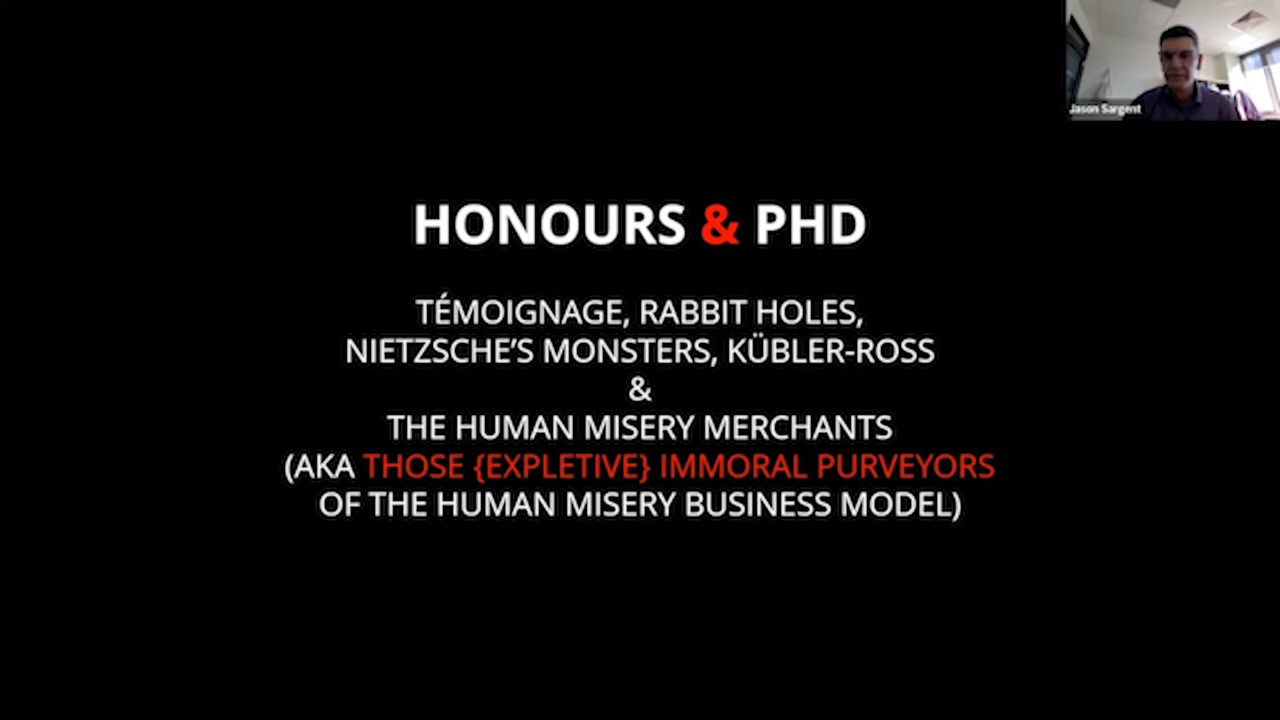 Jason Sargent
HONOURS & PHD
TÉMOIGNAGE, RABBIT HOLES,
NIETZSCHE’S MONSTERS, KÜBLER-ROSS
&
THE HUMAN MISERY MERCHANTS
(AKA THOSE {EXPLETIVE} IMMORAL PURVEYORS
OF THE HUMAN MISERY BUSINESS MODEL)